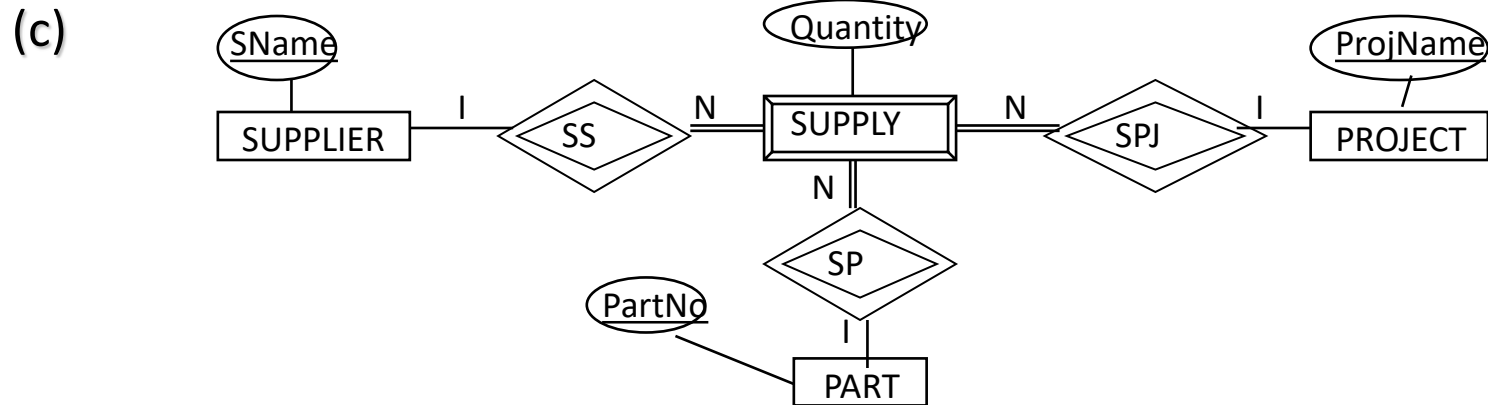 (c)
SName
Quantity
ProjName
SUPPLIER
I
SS
N
SUPPLY
N
SPJ
I
PROJECT
N
SP
PartNo
I
PART